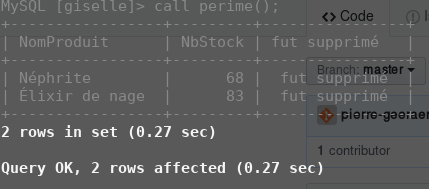 MySQL [giselle]> call perime();
+----------------+---------+---------------+
| NomProduit | NbStock | fut supprimé |
+----------------+---------+---------------+
| Néphrite | 68 | fut supprimé |
| Élixir de nage | 83 | fut supprimé |
+----------------+---------+---------------+
2 rows in set (0.27 sec)
Query OK, 2 rows affected (0.27 sec)
Code
Branch: master
1 contributor